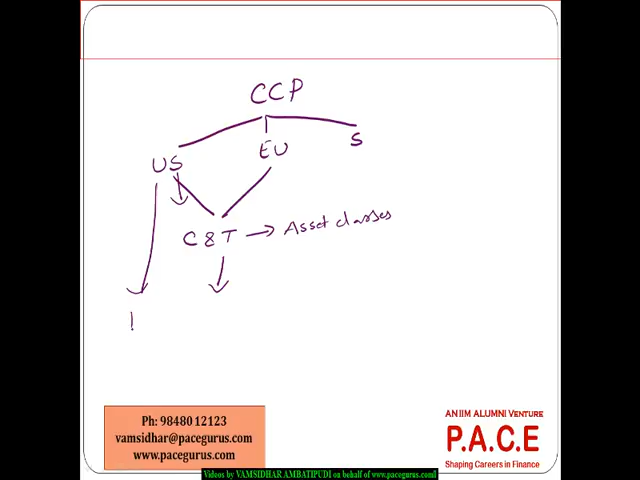 CCP
US EU S
C & T → Asset classes
Ph: 98480 12123
vamsidhar@pacegurus.com
www.pacegurus.com
AN IIM ALUMNI VENTURE
P.A.C.E
Shaping Careers in Finance
Videos by VAMSIDHAR AMBATIPUDI on behalf of www.pacegurus.com